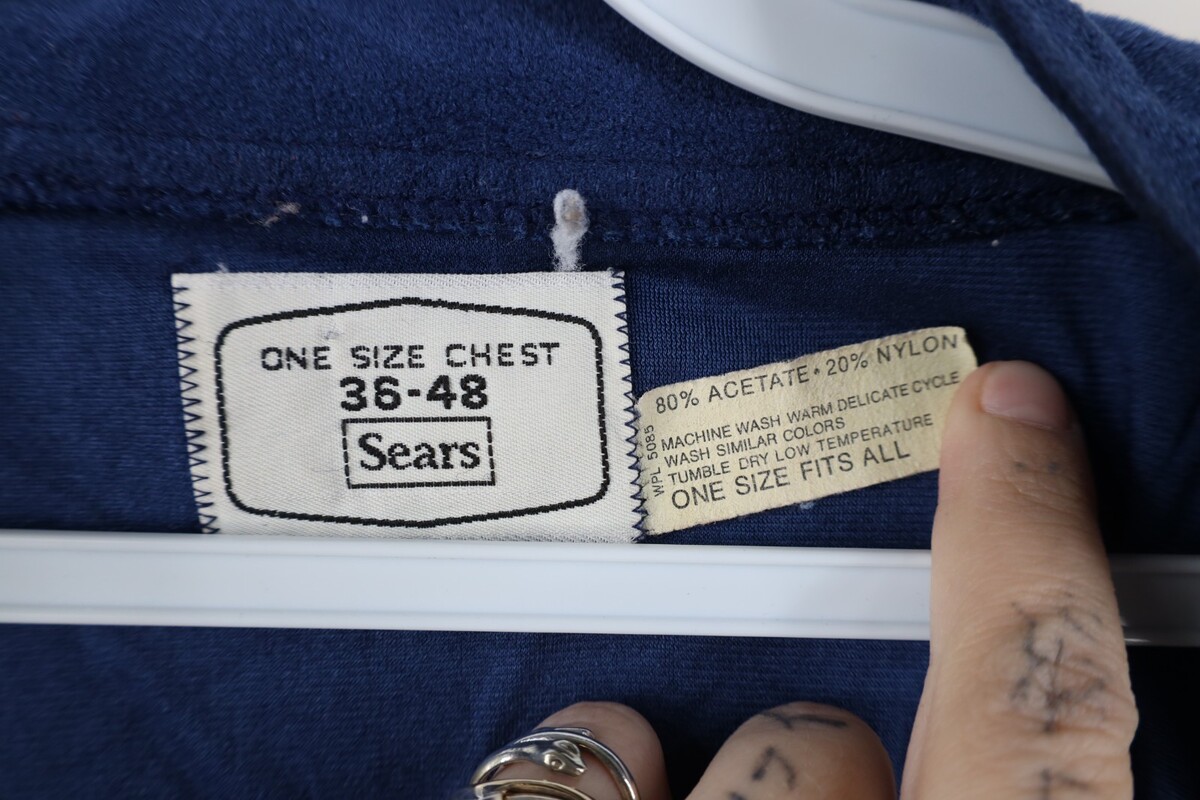 ONE SIZE CHEST
36-48
Sears
80% ACETATE • 20% NYLON
WPL 5085
MACHINE WASH WARM DELICATE CYCLE
WASH SIMILAR COLORS
TUMBLE DRY LOW TEMPERATURE
ONE SIZE FITS ALL